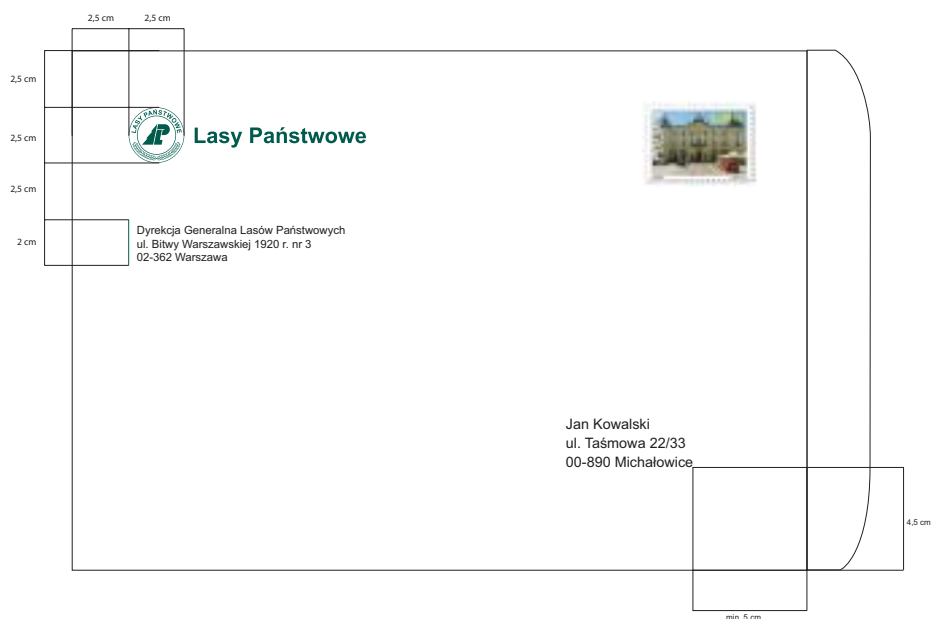 2,5 cm 2,5 cm
2,5 cm
2,5 cm
LASY PAŃSTWOWE
Lasy Państwowe
2,5 cm
2 cm
Dyrekcja Generalna Lasów Państwowych
ul. Bitwy Warszawskiej 1920 r. nr 3
02-362 Warszawa
Jan Kowalski
ul. Taśmowa 22/33
00-890 Michałowice
4,5 cm
min. 5 cm